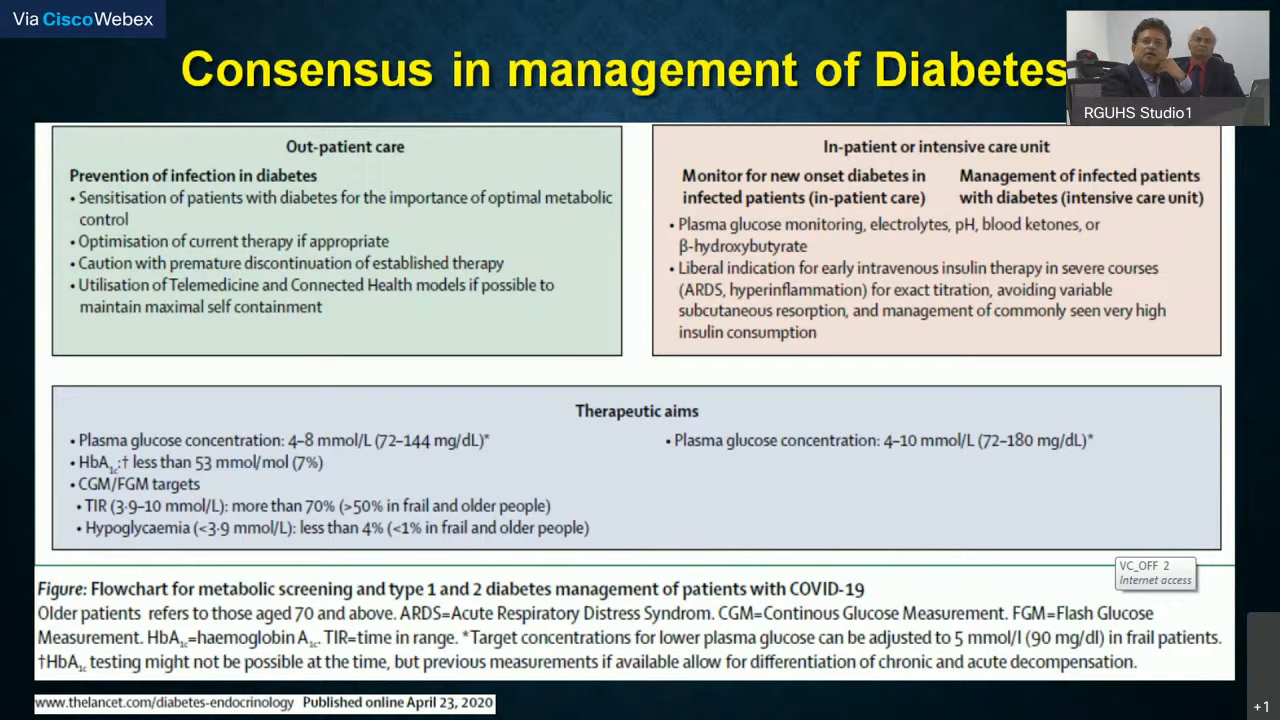 Via CiscoWebex
Consensus in management of Diabetes
RGUHS Studio1
Out-patient care
Prevention of infection in diabetes
• Sensitisation of patients with diabetes for the importance of optimal metabolic
control
• Optimisation of current therapy if appropriate
• Caution with premature discontinuation of established therapy
• Utilisation of Telemedicine and Connected Health models if possible to
maintain maximal self containment
In-patient or intensive care unit
Monitor for new onset diabetes in
infected patients (in-patient care)
Management of infected patients
with diabetes (intensive care unit)
• Plasma glucose monitoring, electrolytes, pH, blood ketones, or
β-hydroxybutyrate
• Liberal indication for early intravenous insulin therapy in severe courses
(ARDS, hyperinflammation) for exact titration, avoiding variable
subcutaneous resorption, and management of commonly seen very high
insulin consumption
Therapeutic aims
• Plasma glucose concentration: 4–8 mmol/L (72–144 mg/dL)*
• HbA1c:† less than 53 mmol/mol (7%)
• CGM/FGM targets
• TIR (3·9–10 mmol/L): more than 70% (>50% in frail and older people)
• Hypoglycaemia (<3·9 mmol/L): less than 4% (<1% in frail and older people)
• Plasma glucose concentration: 4–10 mmol/L (72–180 mg/dL)*
VC_OFF 2
Internet access
Figure: Flowchart for metabolic screening and type 1 and 2 diabetes management of patients with COVID-19
Older patients refers to those aged 70 and above. ARDS=Acute Respiratory Distress Syndrom. CGM=Continous Glucose Measurement. FGM=Flash Glucose
Measurement. HbA1c=haemoglobin A1c. TIR=time in range. *Target concentrations for lower plasma glucose can be adjusted to 5 mmol/l (90 mg/dl) in frail patients.
†HbA1c testing might not be possible at the time, but previous measurements if available allow for differentiation of chronic and acute decompensation.
www.thelancet.com/diabetes-endocrinology Published online April 23, 2020
+1